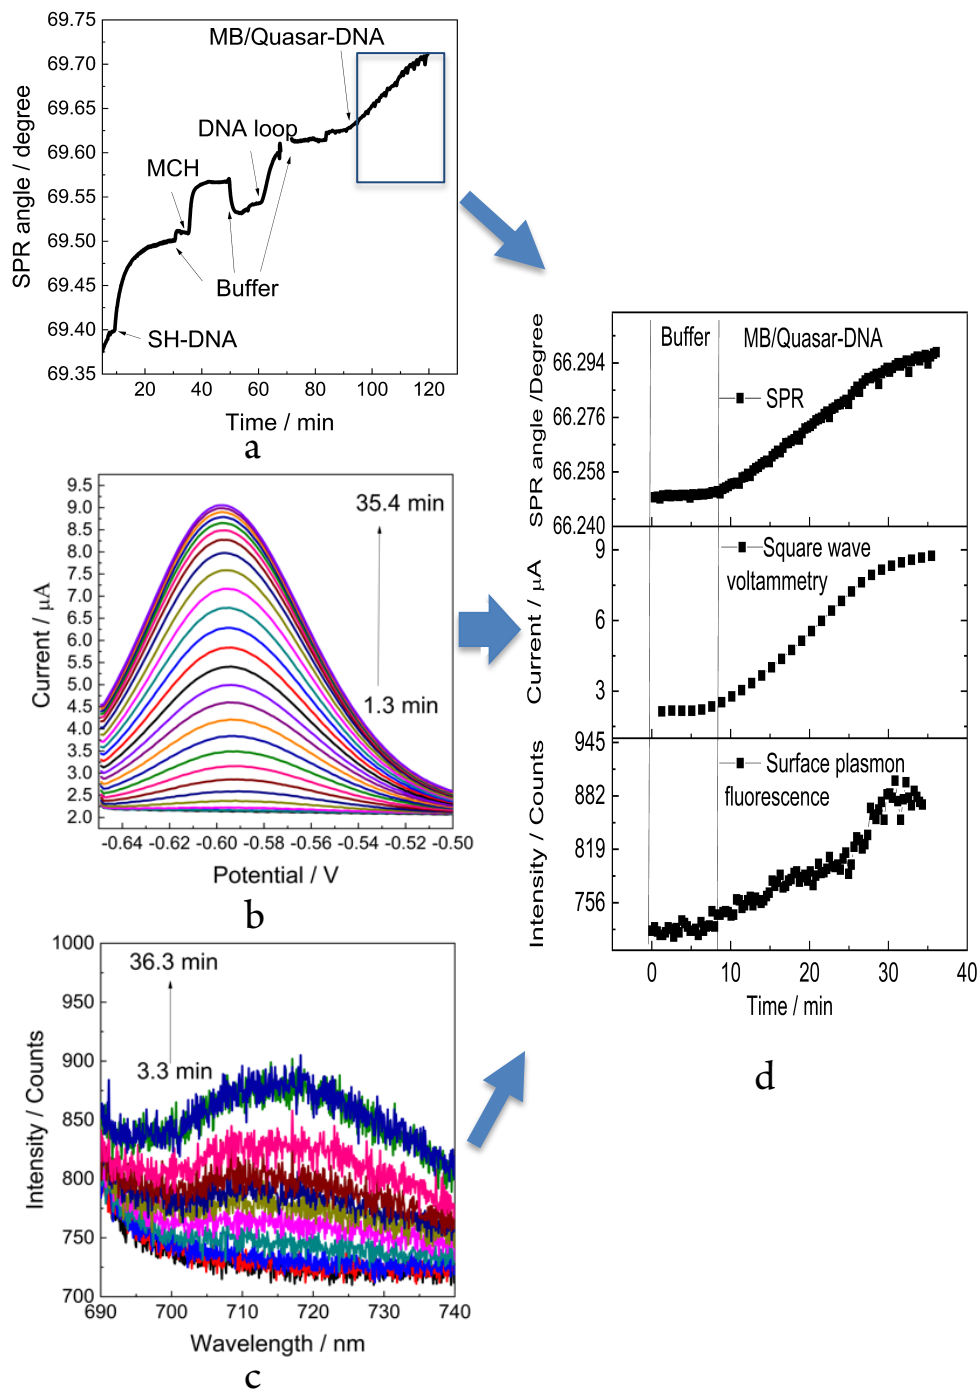 69.75
69.70
69.65
69.60
69.55
69.50
69.45
69.40
69.35
SPR angle / degree
MB/Quasar-DNA
DNA loop
MCH
Buffer
SH-DNA
20 40 60 80 100 120
Time / min
a
9.5
9.0
8.5
8.0
7.5
7.0
6.5
6.0
5.5
5.0
4.5
4.0
3.5
3.0
2.5
2.0
Current / μA
35.4 min
1.3 min
-0.64 -0.62 -0.60 -0.58 -0.56 -0.54 -0.52 -0.50
Potential / V
b
1000
950
900
850
800
750
700
Intensity / Counts
36.3 min
3.3 min
690 700 710 720 730 740
Wavelength / nm
c
SPR angle /Degree
66.294
66.276
66.258
66.240
Buffer MB/Quasar-DNA
SPR
Current / μA
9
6
3
Square wave
voltammetry
Intensity / Counts
945
882
819
756
Surface plasmon
fluorescence
0 10 20 30 40
Time / min
d